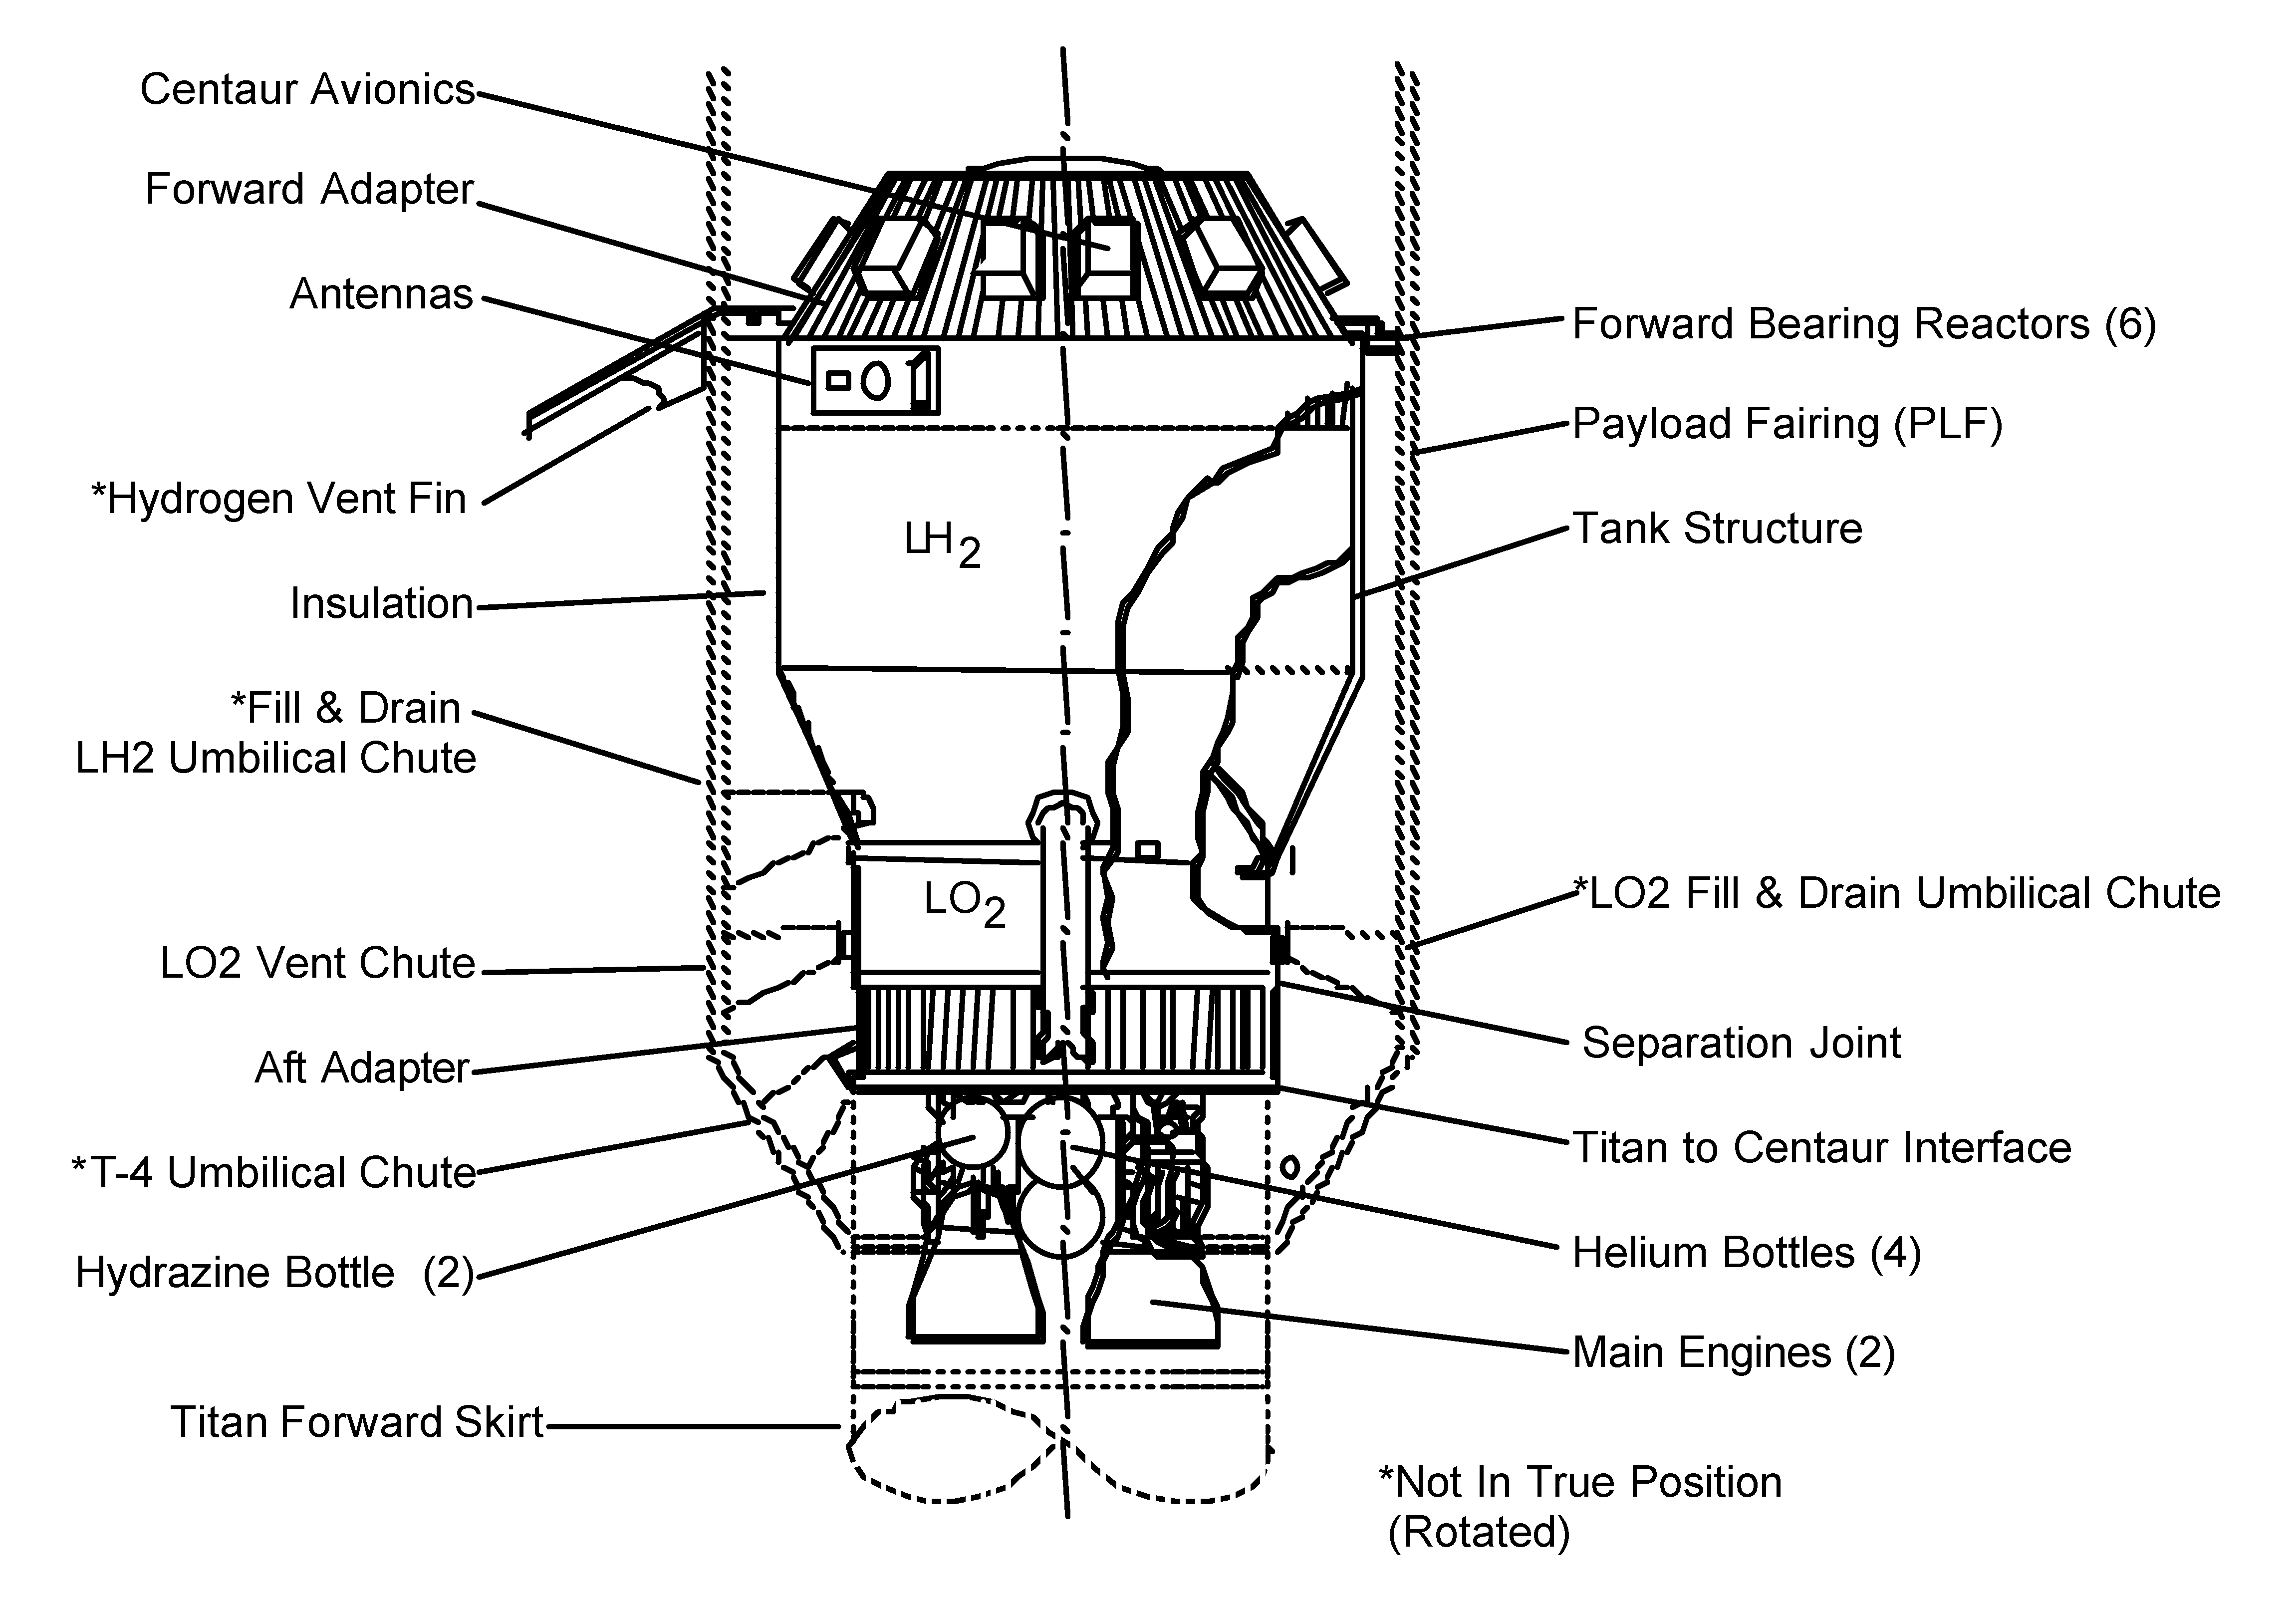 Centaur Avionics
Forward Adapter
Antennas
*Hydrogen Vent Fin
Insulation
*Fill & Drain
LH2 Umbilical Chute
LO2 Vent Chute
Aft Adapter
*T-4 Umbilical Chute
Hydrazine Bottle (2)
Titan Forward Skirt
LH2
LO2
Forward Bearing Reactors (6)
Payload Fairing (PLF)
Tank Structure
*LO2 Fill & Drain Umbilical Chute
Separation Joint
Titan to Centaur Interface
Helium Bottles (4)
Main Engines (2)
*Not In True Position
(Rotated)